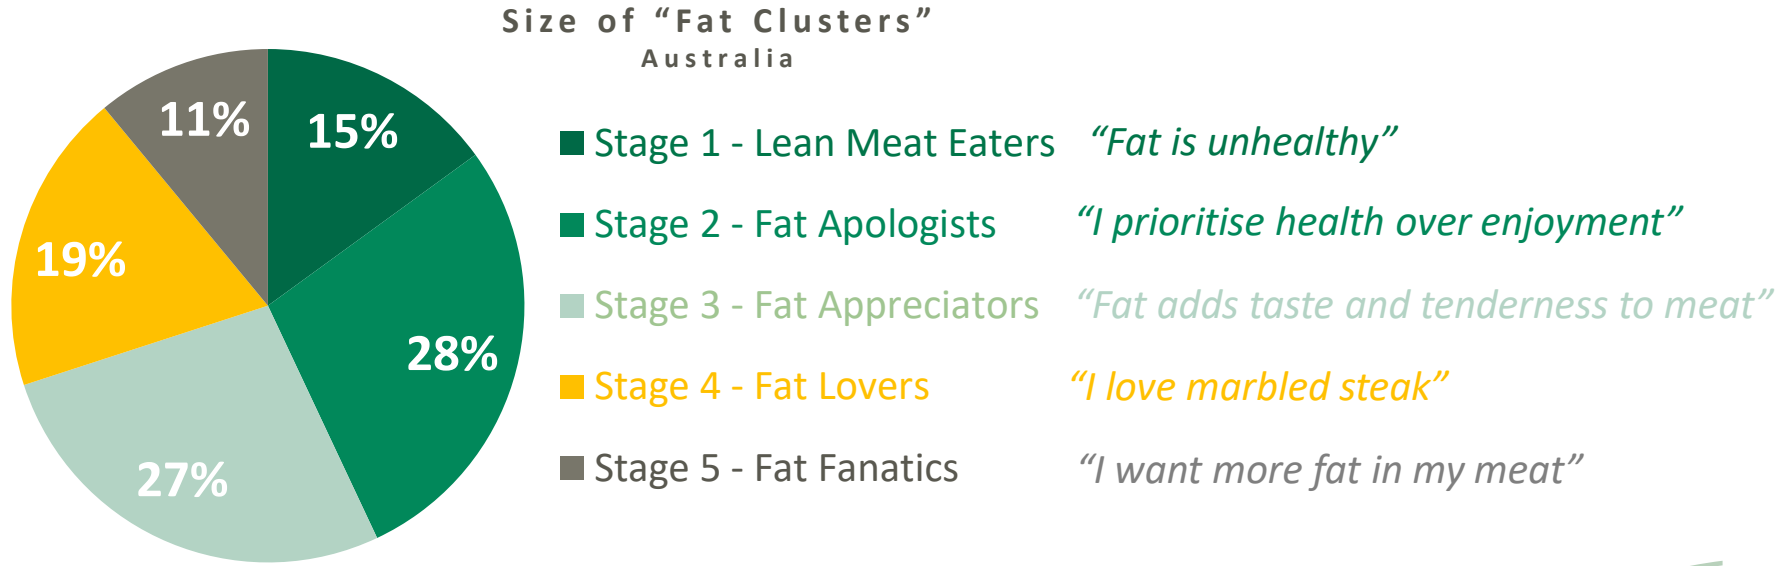 Size of “Fat Clusters”
Australia
11%
15%
19%
28%
27%
Stage 1 - Lean Meat Eaters “Fat is unhealthy”
Stage 2 - Fat Apologists “I prioritise health over enjoyment”
Stage 3 - Fat Appreciators “Fat adds taste and tenderness to meat”
Stage 4 - Fat Lovers “I love marbled steak”
Stage 5 - Fat Fanatics “I want more fat in my meat”